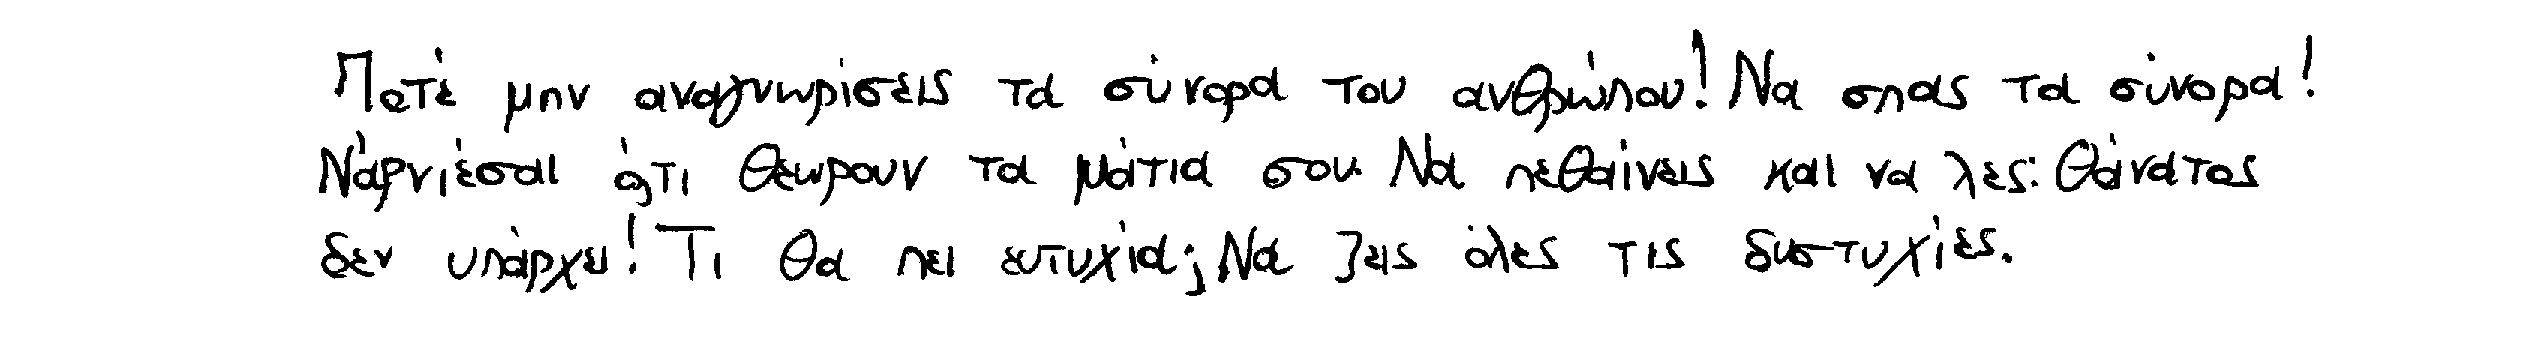 Ποτέ μην αναγνωρίσεις τα σύνορα του ανθρώπου! Να σπας τα σύνορα!
Ν'αρνιέσαι ό,τι θεωρουν τα μάτια σου. Να πεθαίνεις και να λες: Θάνατος
δεν υπάρχει! Τι θα πει ευτυχία; Να ζεις όλες τις δυστυχίες.